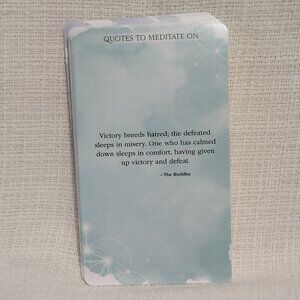 QUOTES TO MEDITATE ON
Victory breeds hatred; the defeated
sleeps in misery. One who has calmed
down sleeps in comfort, having given
up victory and defeat.
–The Buddha